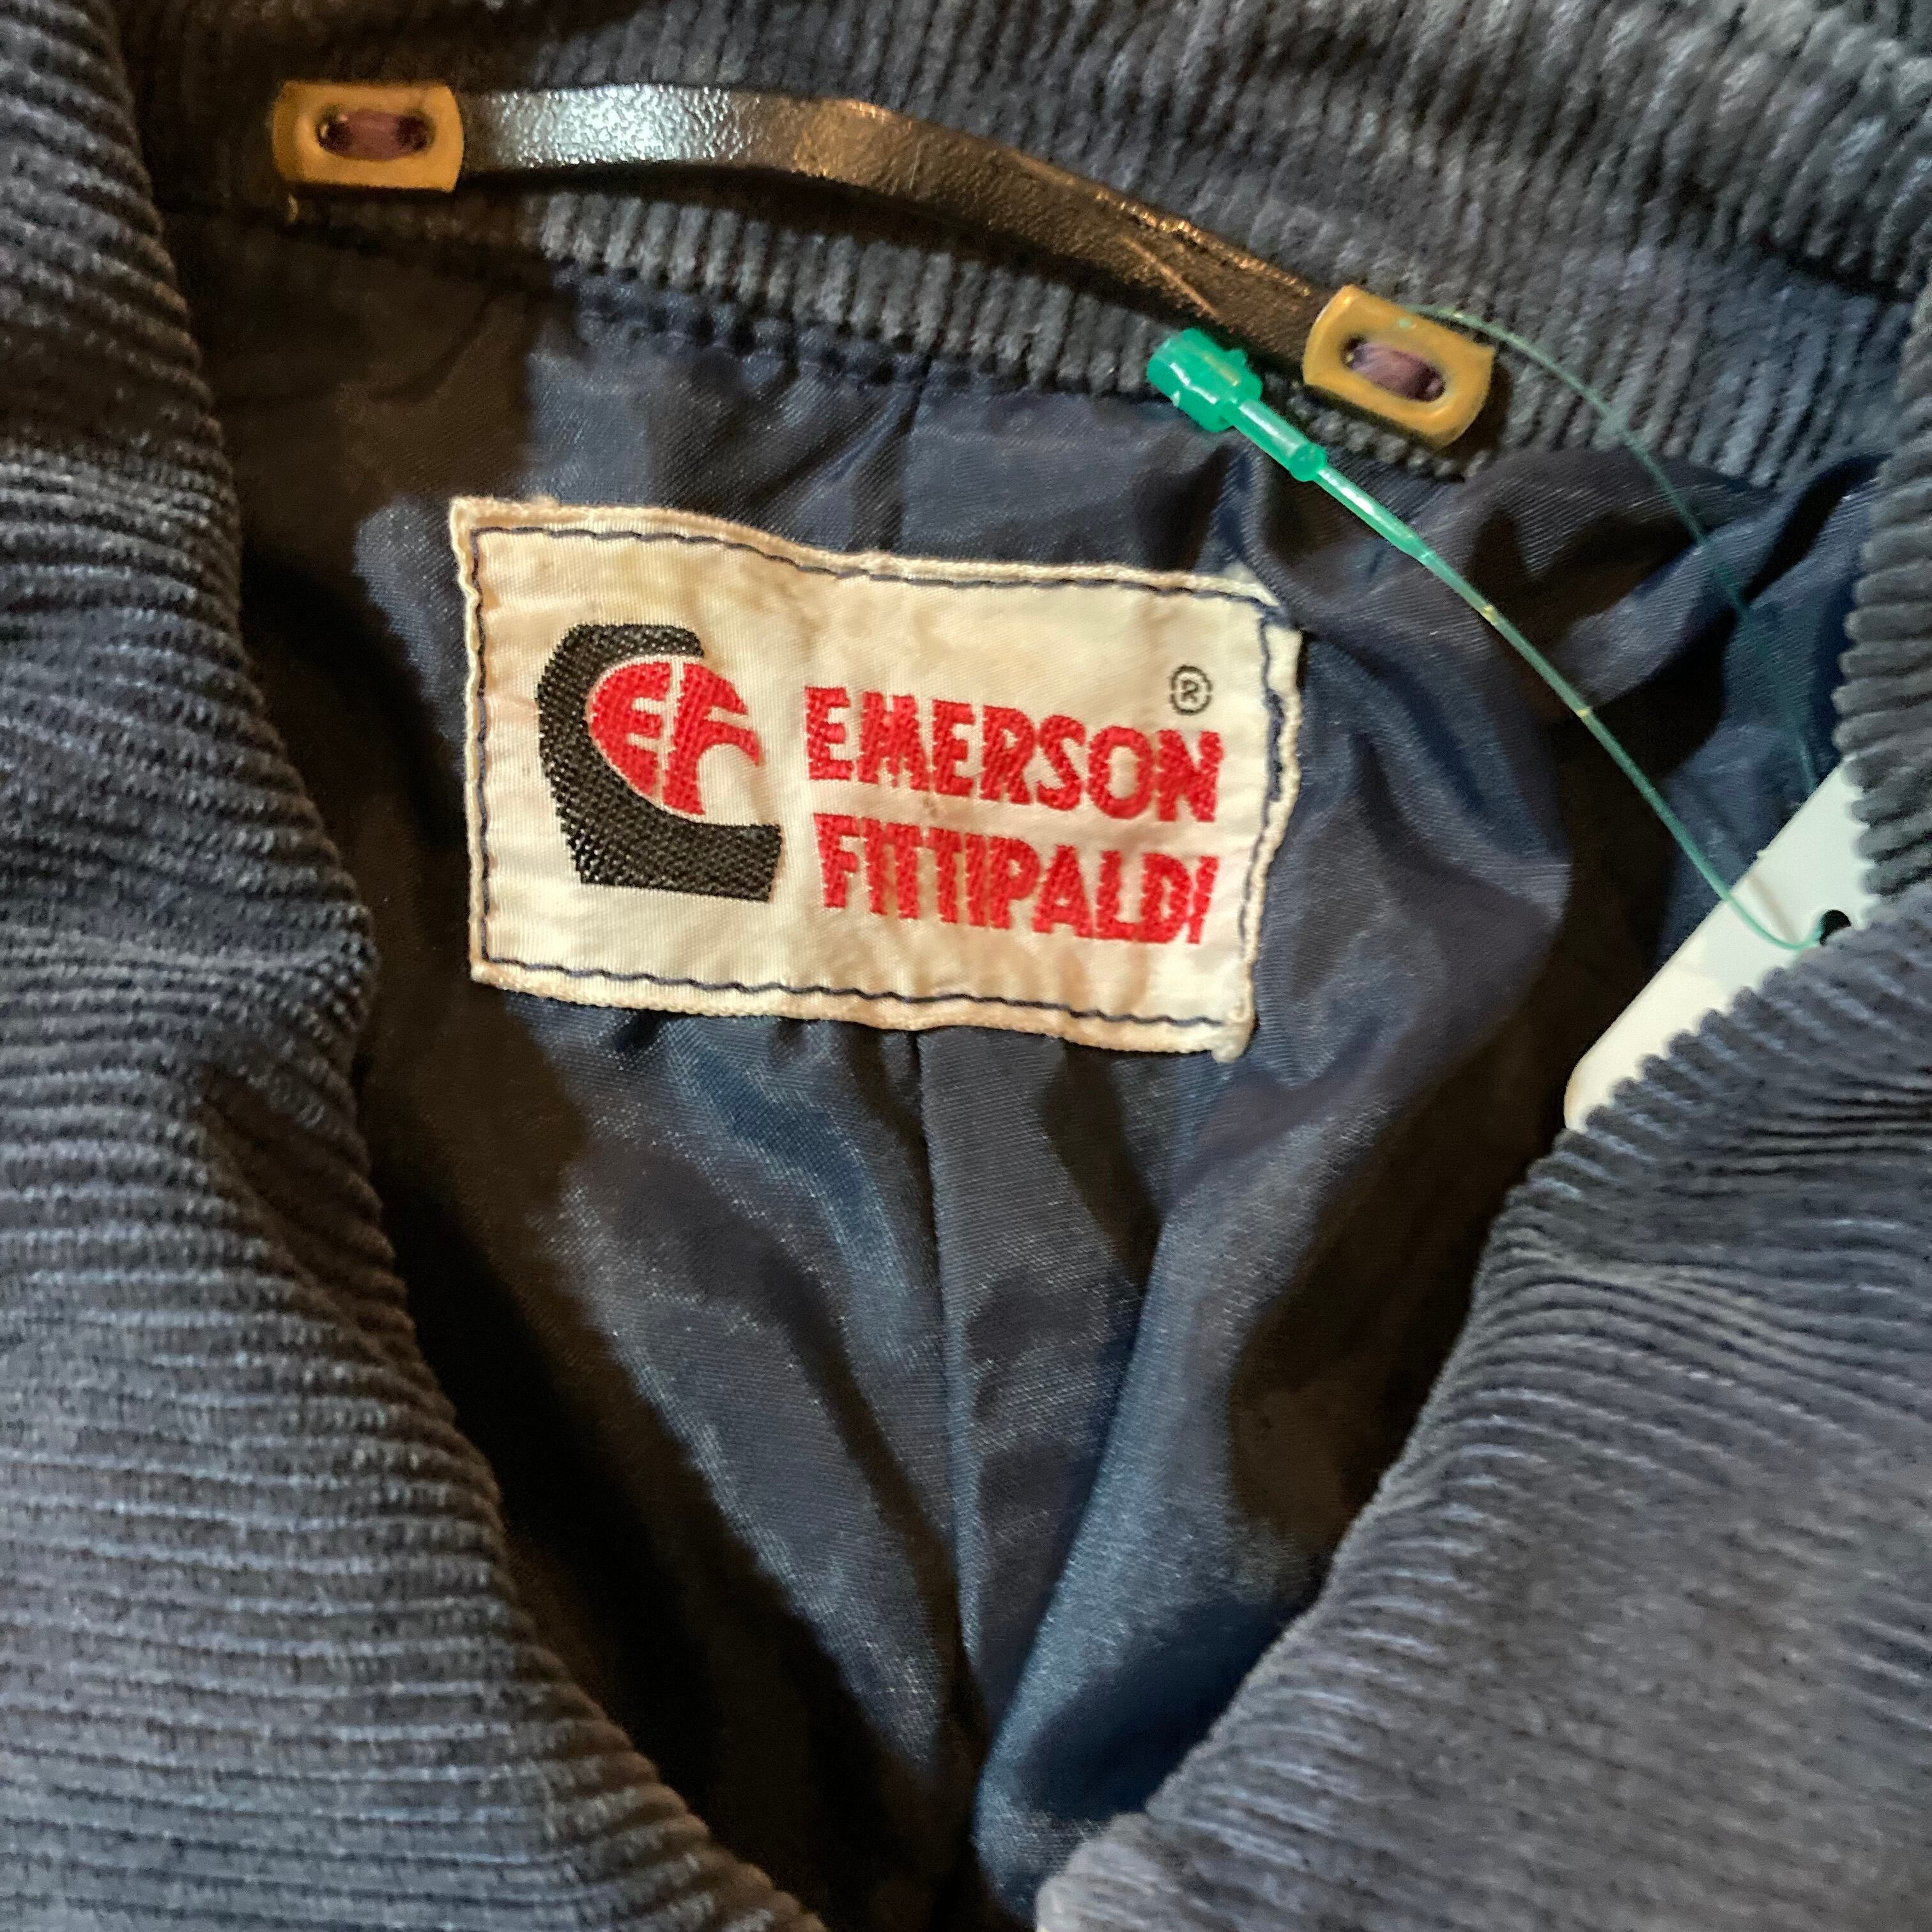 EF
EMERSON ®
FITTIPALDI